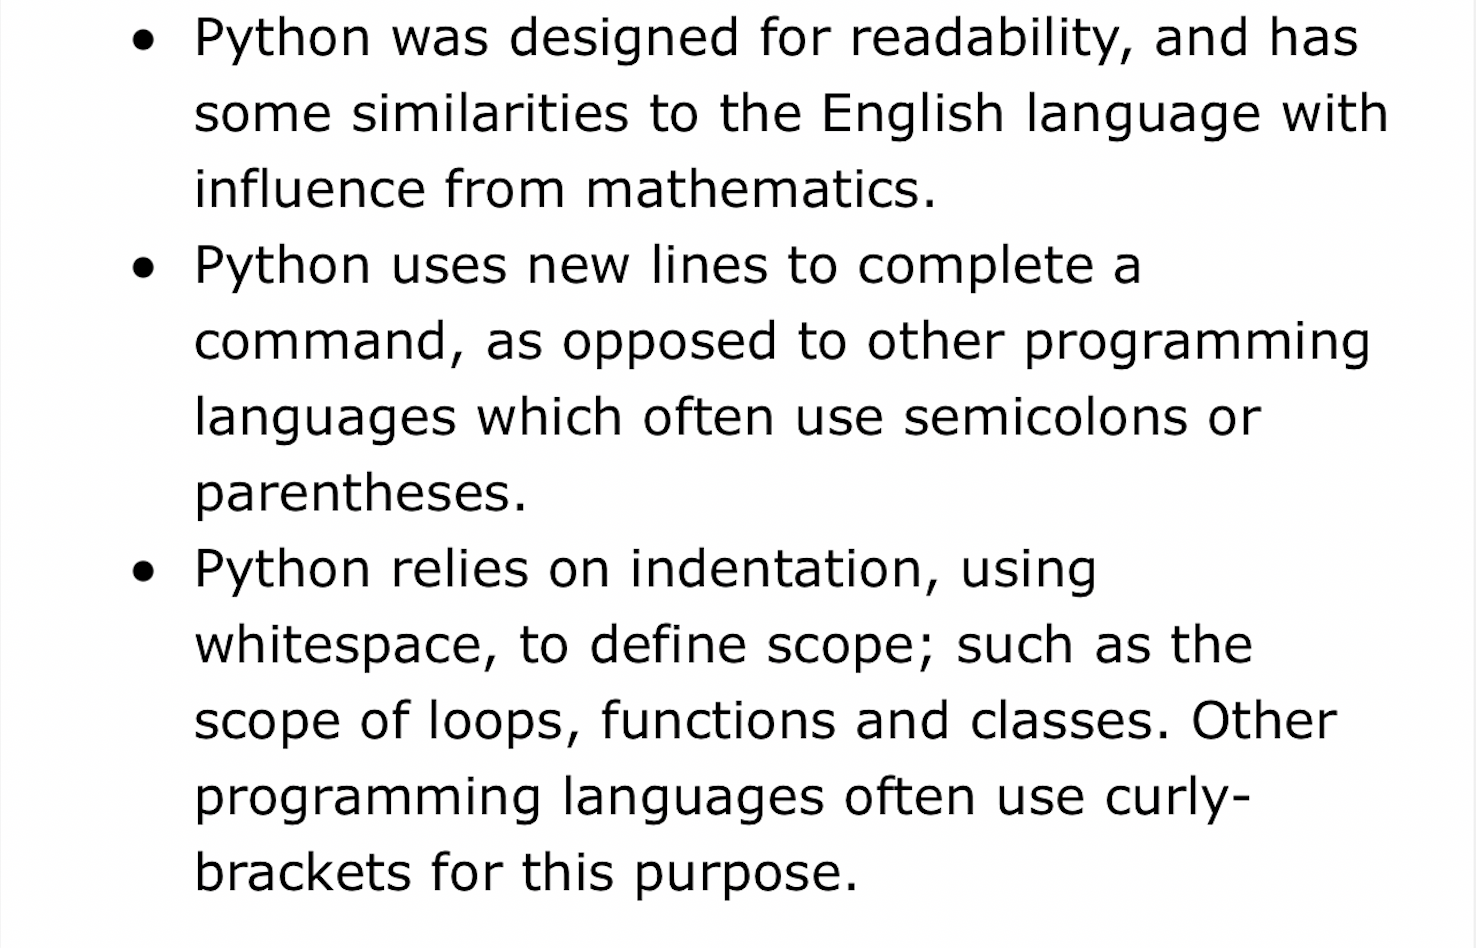 • Python was designed for readability, and has
some similarities to the English language with
influence from mathematics.
• Python uses new lines to complete a
command, as opposed to other programming
languages which often use semicolons or
parentheses.
• Python relies on indentation, using
whitespace, to define scope; such as the
scope of loops, functions and classes. Other
programming languages often use curly-
brackets for this purpose.